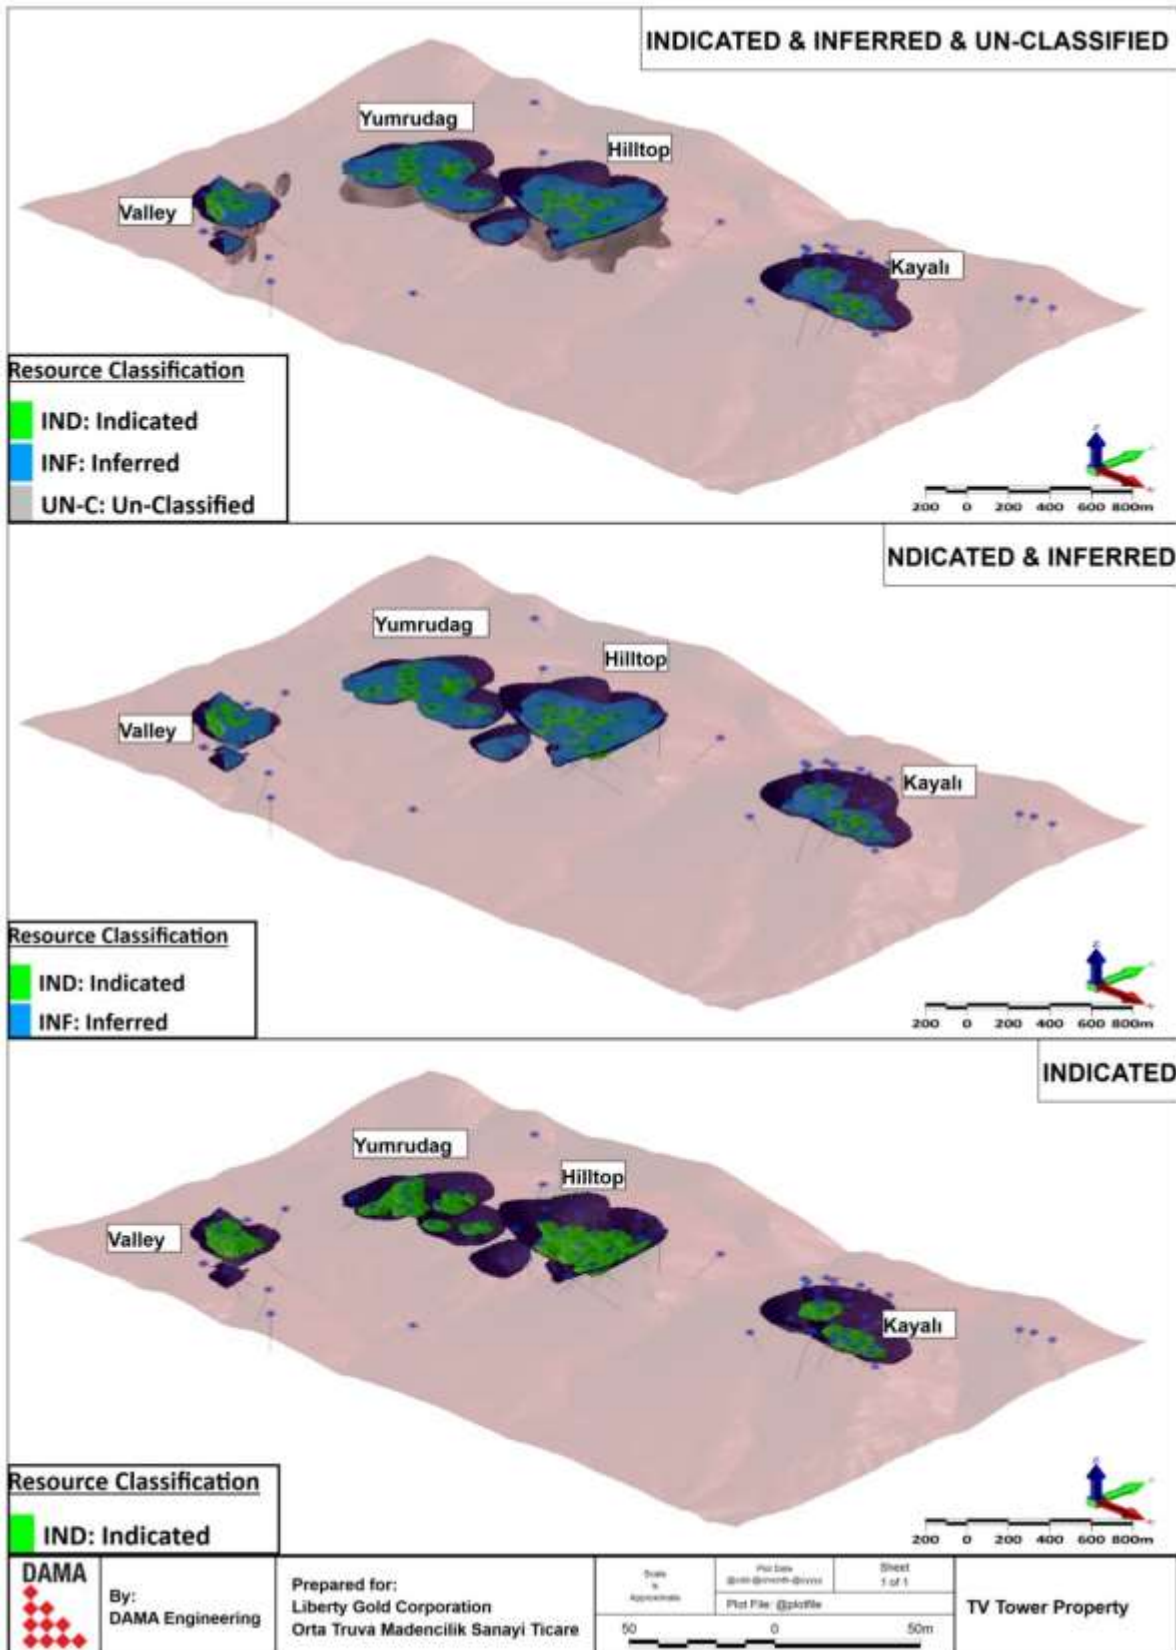 INDICATED & INFERRED & UN-CLASSIFIED
Yumrudag
Hilltop
Valley
Kayalı
Resource Classification
IND: Indicated
INF: Inferred
UN-C: Un-Classified
200 0 200 400 600 800m
NDICATED & INFERRED
Yumrudag
Hilltop
Valley
Kayalı
Resource Classification
IND: Indicated
INF: Inferred
200 0 200 400 600 800m
INDICATED
Yumrudag
Hilltop
Valley
Kayalı
Resource Classification
IND: Indicated
200 0 200 400 600 800m
DAMA
By:
DAMA Engineering
Prepared for:
Liberty Gold Corporation
Orta Truva Madencilik Sanayi Ticare
Scale
Approximate
Plot Date
Sheet
1 of 1
Plot File: @plotfile
50 0 50m
TV Tower Property